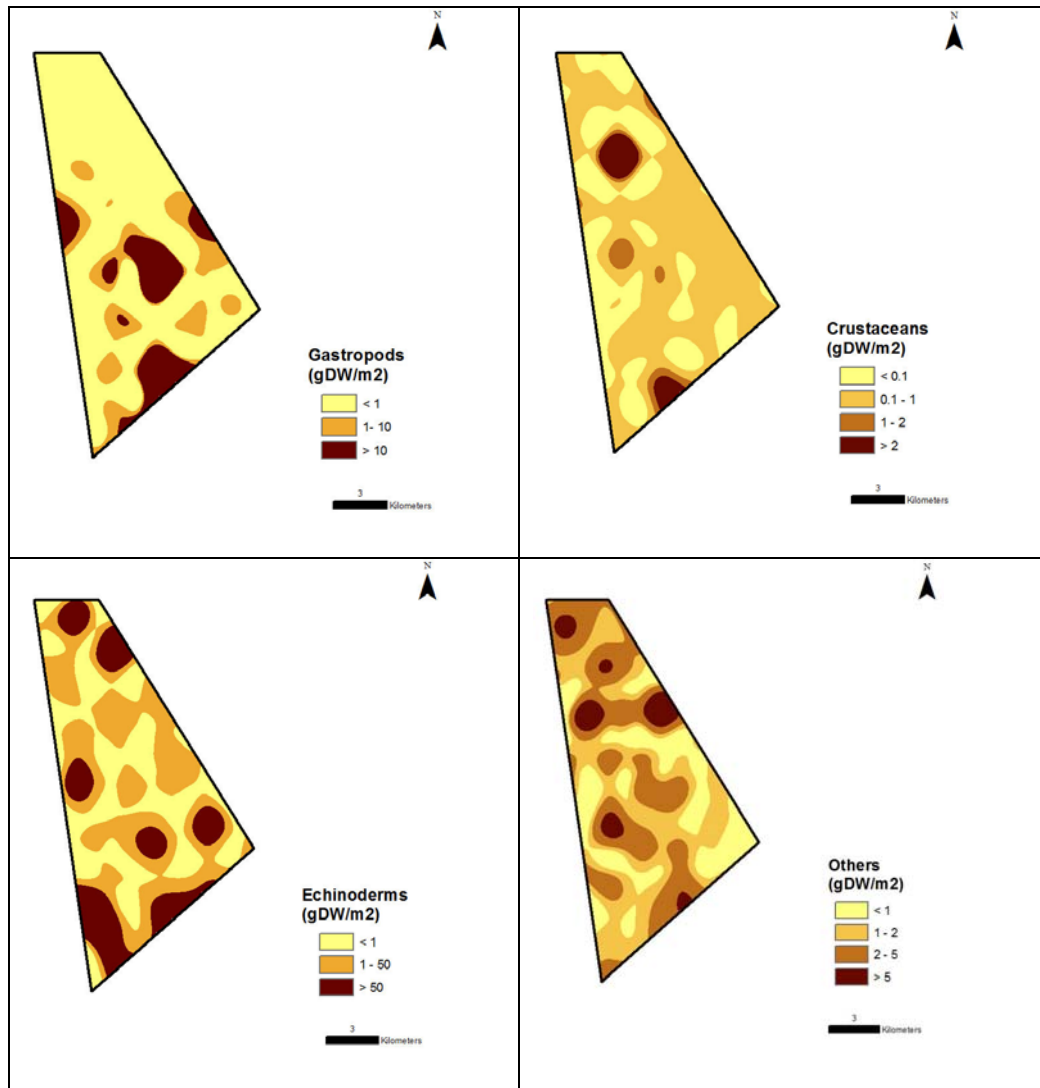 N
Gastropods
(gDW/m2)
< 1
1- 10
> 10
3
Kilometers
N
Crustaceans
(gDW/m2)
< 0.1
0.1 - 1
1 - 2
> 2
3
Kilometers
N
Echinoderms
(gDW/m2)
< 1
1 - 50
> 50
3
Kilometers
N
Others
(gDW/m2)
< 1
1 - 2
2 - 5
> 5
3
Kilometers